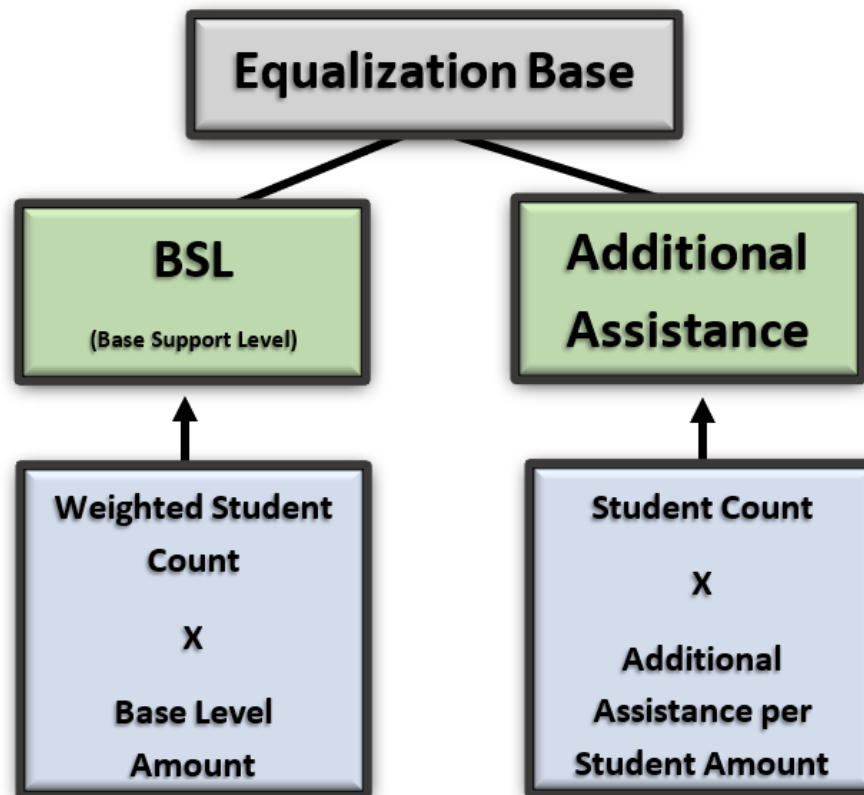 Equalization Base
BSL
(Base Support Level)
Additional
Assistance
Weighted Student
Count
X
Base Level
Amount
Student Count
X
Additional
Assistance per
Student Amount